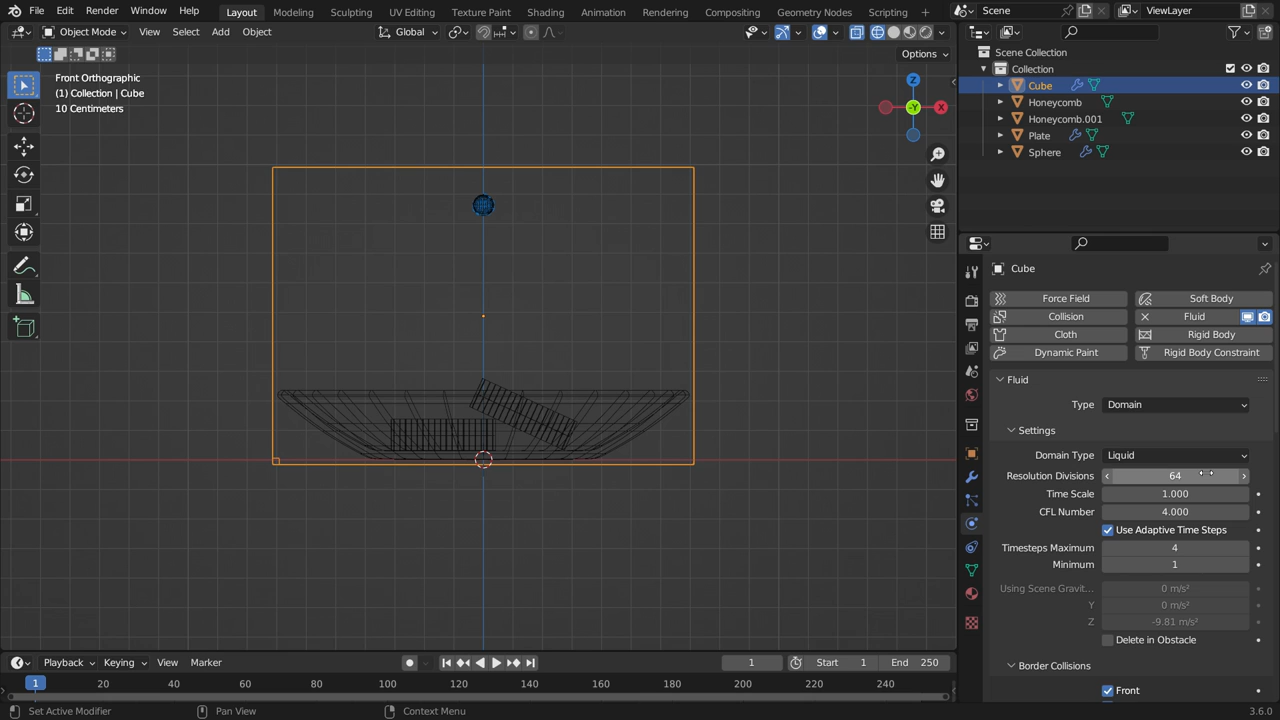 File Edit Render Window Help Layout Modeling Sculpting UV Editing Texture Paint Shading Animation Rendering Compositing Geometry Nodes Scripting Scene ViewLayer
Object Mode View Select Add Object Global
Options
Front Orthographic
(1) Collection | Cube
10 Centimeters
Z
X
-Y
Scene Collection
Collection
Cube
Honeycomb
Honeycomb.001
Plate
Sphere
Cube
Force Field Soft Body
Collision Fluid
Cloth Rigid Body
Dynamic Paint Rigid Body Constraint
Fluid
Type Domain
Settings
Domain Type Liquid
Resolution Divisions 64
Time Scale 1.000
CFL Number 4.000
Use Adaptive Time Steps
Timesteps Maximum 4
Minimum 1
Using Scene Gravit... 0 m/s²
Y 0 m/s²
Z -9.81 m/s²
Delete in Obstacle
Border Collisions
Front
Playback Keying View Marker 1 Start 1 End 250
1 20 40 60 80 100 120 140 160 180 200 220 240
Set Active Modifier Pan View Context Menu 3.6.0